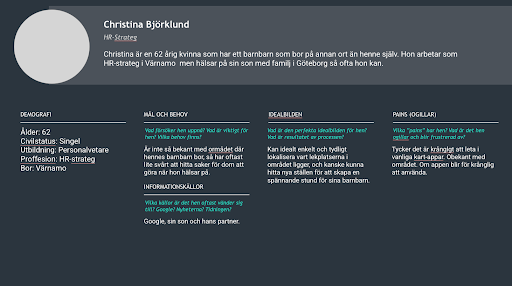 Christina Björklund
HR-Strateg
Christina är en 62 årig kvinna som har ett barnbarn som bor på annan ort än henne själv. Hon arbetar som
HR-strateg i Värnamo men hälsar på sin son med familj i Göteborg så ofta hon kan.
DEMOGRAFI
Ålder: 62
Civilstatus: Singel
Utbildning: Personalvetare
Proffesion: HR-strateg
Bor: Värnamo
MÅL OCH BEHOV
Vad försöker hen uppnå? Vad är viktigt för
hen? Vilka behov finns?
Är inte så bekant med ormådet där
hennes barnbarn bor, så har oftast
lite svårt att hitta saker för dom att
göra när hon hälsar på.
INFORMATIONSKÄLLOR
Vilka källor är det hen oftast vänder sig
till? Google? Nyheterna? Tidningen?
Google, sin son och hans partner.
IDEALBILDEN
Vad är den perfekta idealbilden för hen?
Vad är resultatet av processen?
Kan idealt enkelt och tydligt
lokalisera vart lekplatserna i
området ligger, och kanske kunna
hitta nya ställen för att skapa en
spännande stund för sina barnbarn.
PAINS (OGILLAR)
Vilka "pains" har hen? Vad är det hen
ogillar och blir frustrerad av?
Tycker det är krångligt att leta i
vanliga kart-appar. Obekant med
området. Om appen blir för krånglig
att använda.